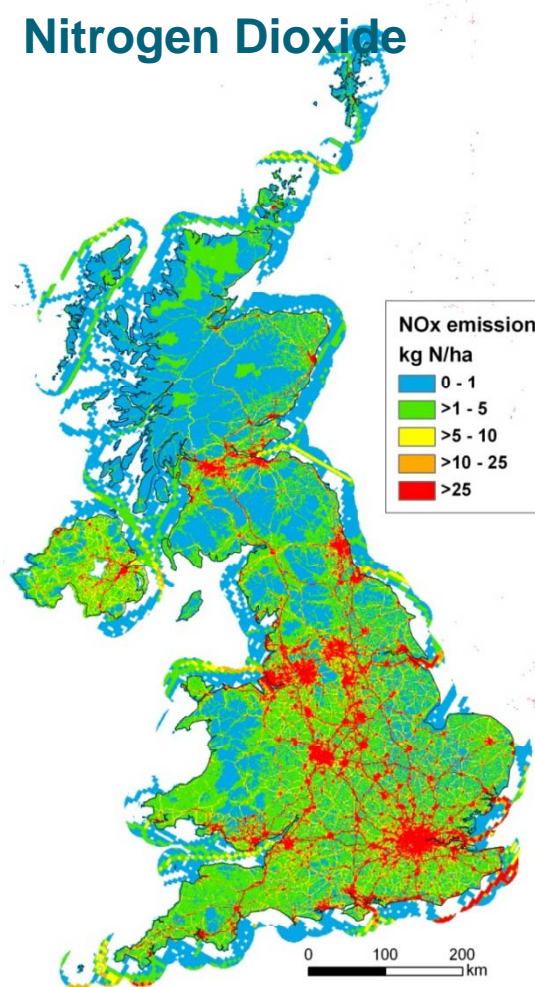 Nitrogen Dioxide
NOx emission
kg N/ha
0 - 1
>1 - 5
>5 - 10
>10 - 25
>25
0 100 200
km